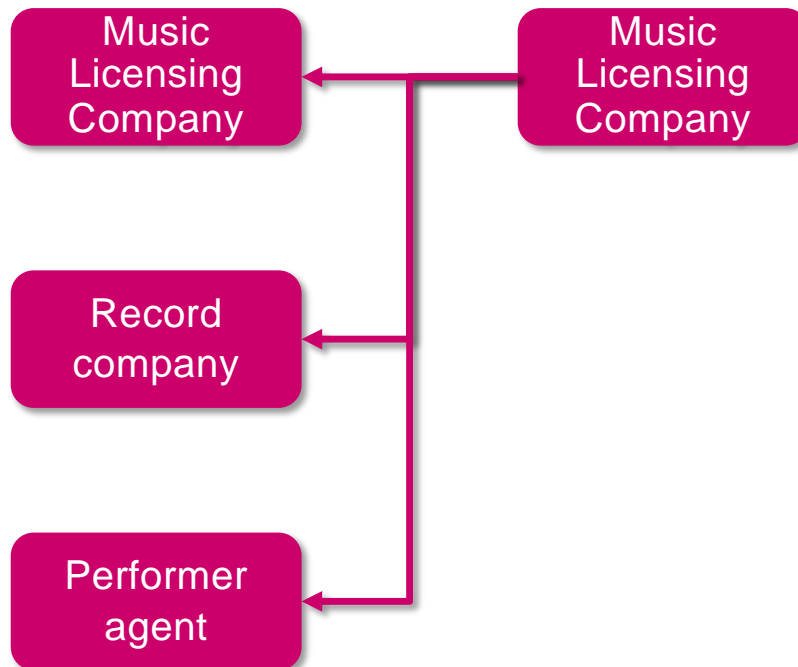 Music
Licensing
Company
Music
Licensing
Company
Record
company
Performer
agent